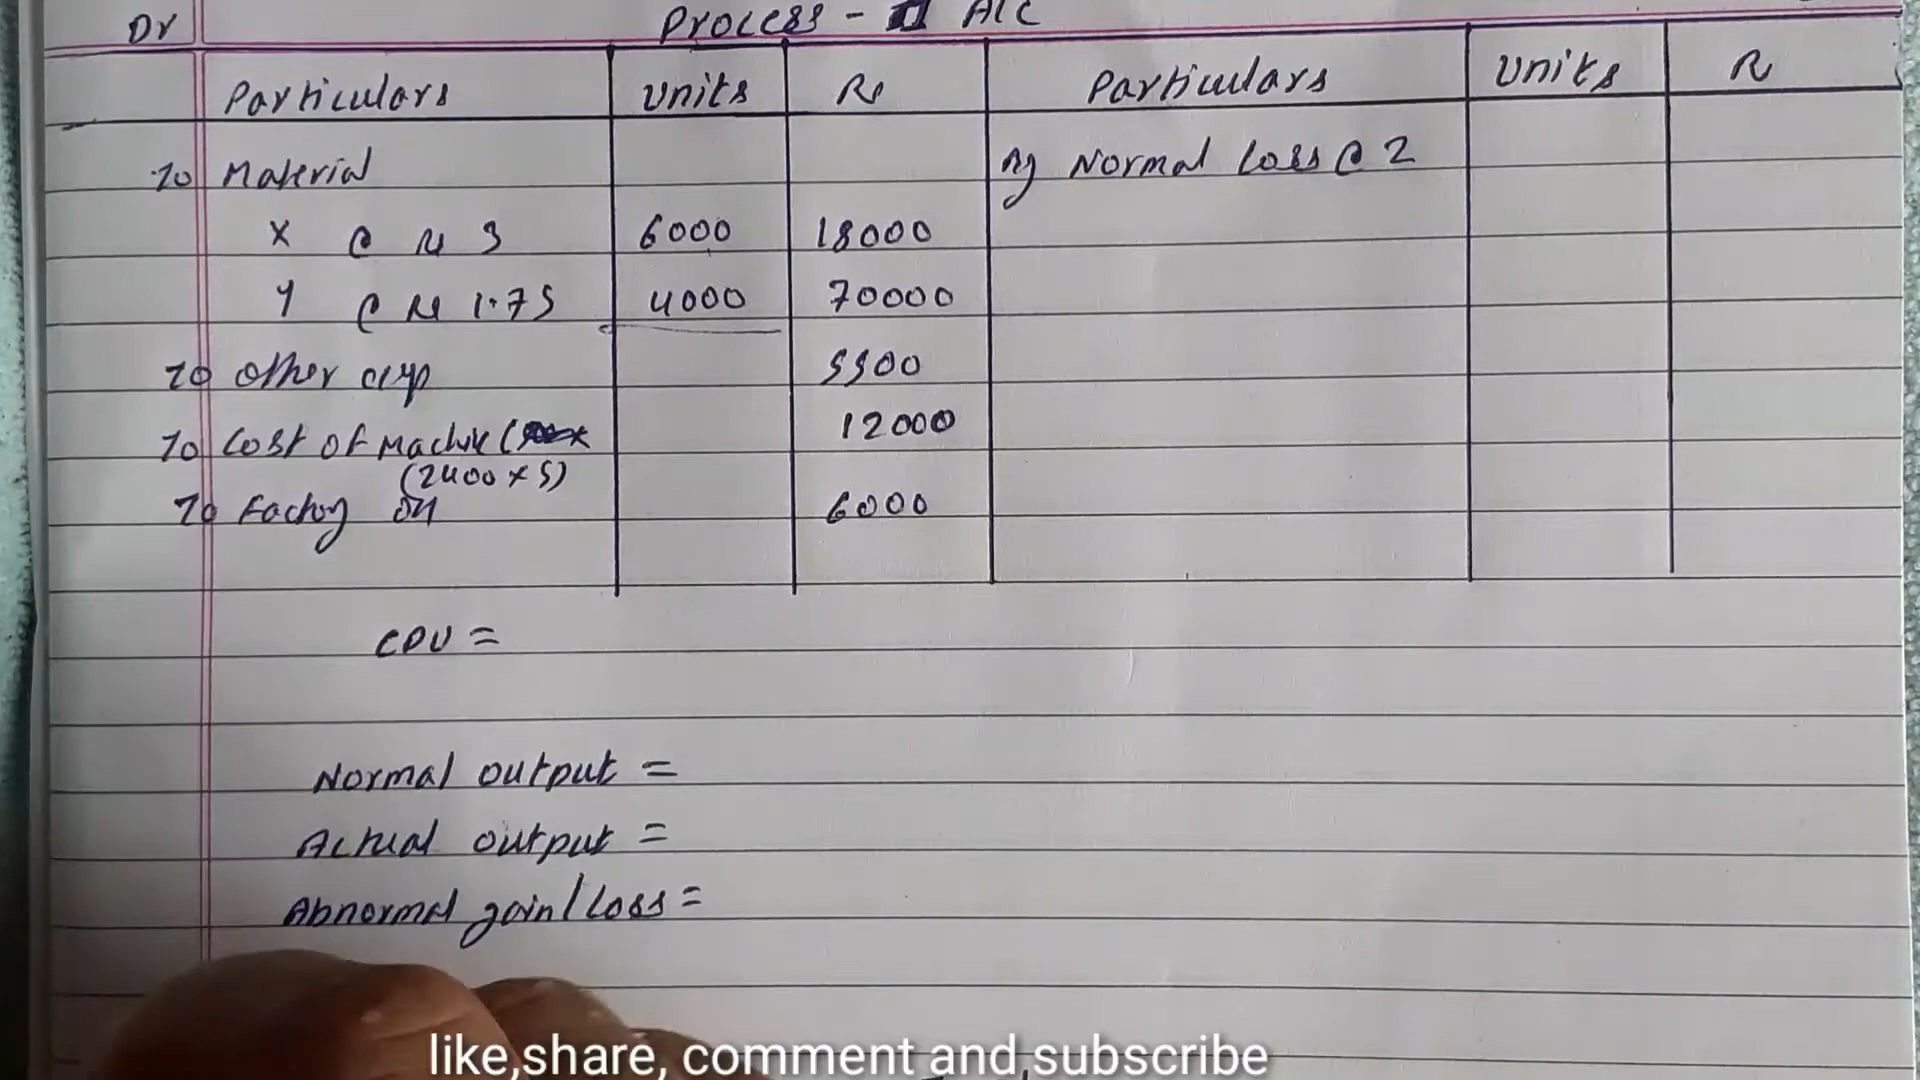 Dr Process - I A/C
Particulars Units Rs Particulars Units R
To Material By Normal Loss @ 2
X @ Rs 3 6000 18000
Y @ Rs 1.75 4000 70000
To other exp 5500
To Cost of Machine ( 12000
(2400 x 5)
To Factory OH 6000
CPU =
Normal output =
Actual output =
Abnormal gain/Loss =
like,share, comment and subscribe